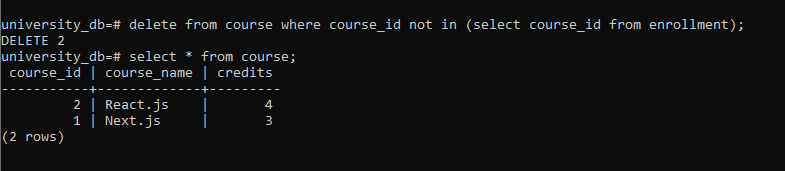 university_db=# delete from course where course_id not in (select course_id from enrollment);
DELETE 2
university_db=# select * from course;
 course_id | course_name | credits
-----------+-------------+---------
         2 | React.js    |       4
         1 | Next.js     |       3
(2 rows)